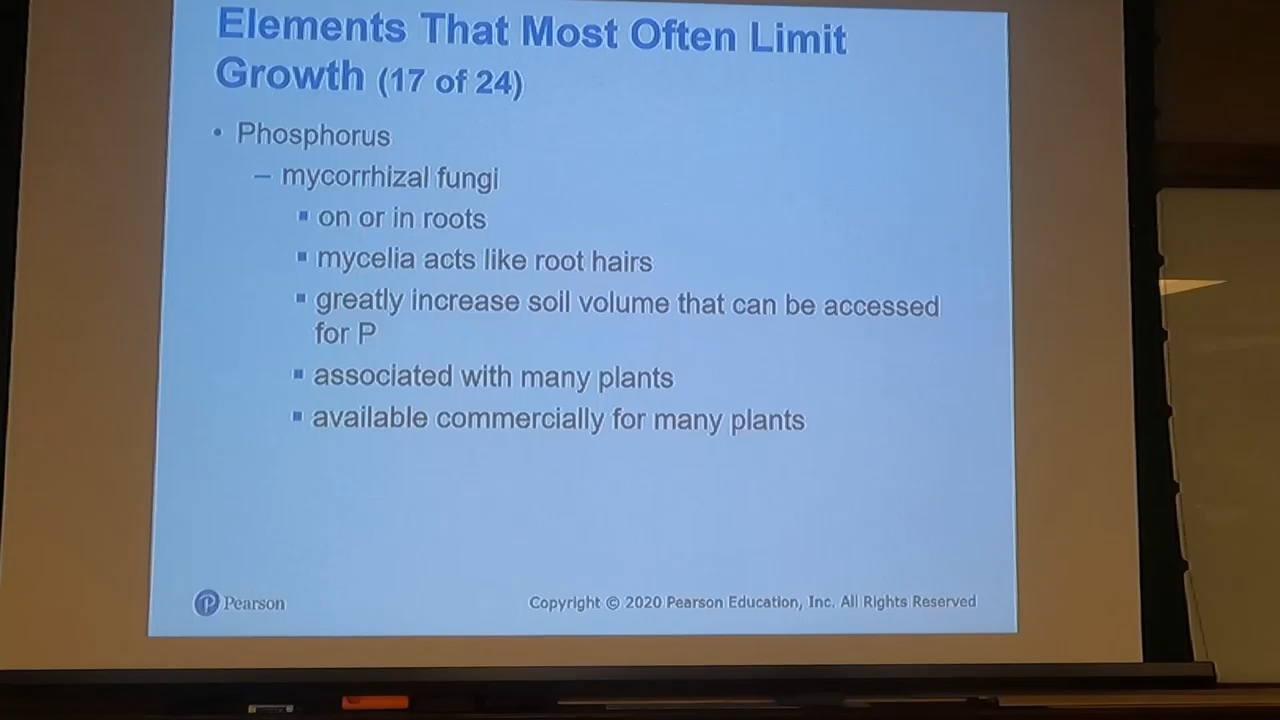 Elements That Most Often Limit
Growth (17 of 24)
• Phosphorus
– mycorrhizal fungi
▪ on or in roots
▪ mycelia acts like root hairs
▪ greatly increase soil volume that can be accessed
for P
▪ associated with many plants
▪ available commercially for many plants
P Pearson
Copyright © 2020 Pearson Education, Inc. All Rights Reserved